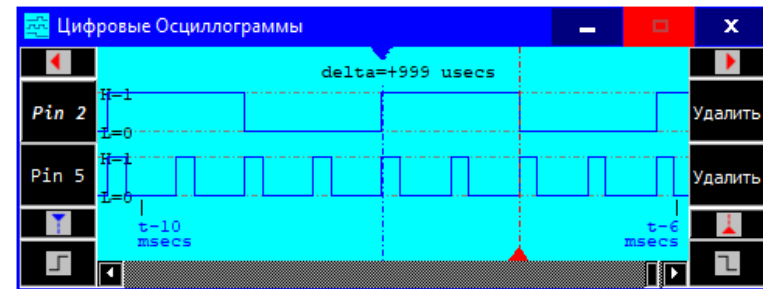 Цифровые Осциллограммы
delta=+999 usecs
H=1
Pin 2
L=0
Удалить
H=1
Pin 5
L=0
Удалить
t-10
msecs
t-6
msecs